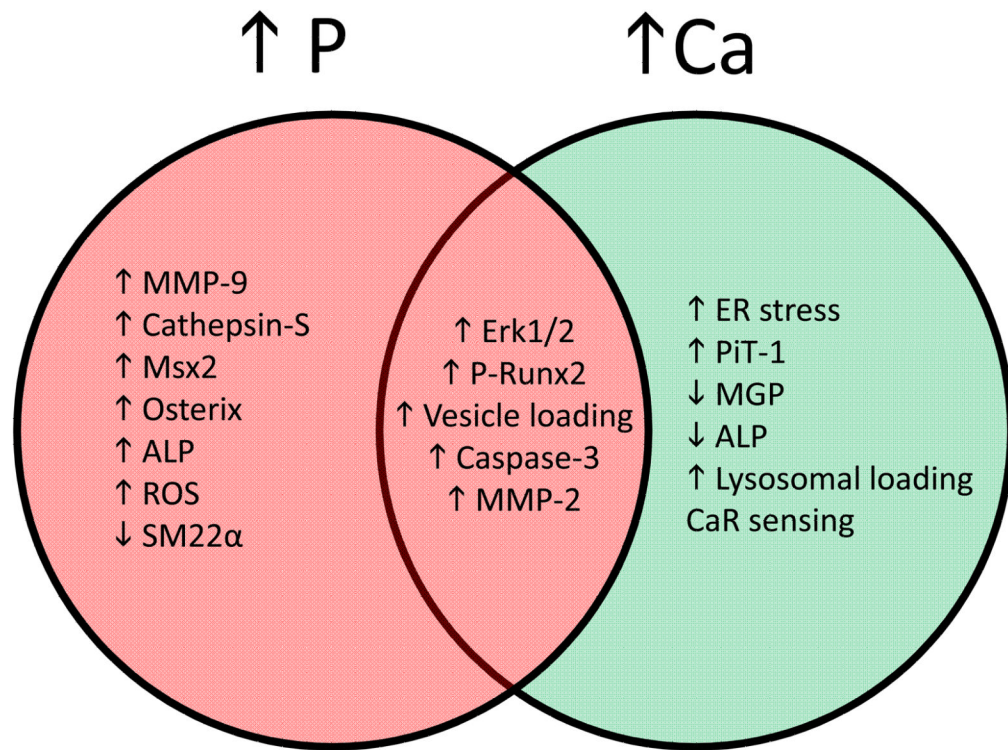 ↑ P
↑Ca
↑ MMP-9
↑ Cathepsin-S
↑ Msx2
↑ Osterix
↑ ALP
↑ ROS
↓ SM22α
↑ Erk1/2
↑ P-Runx2
↑ Vesicle loading
↑ Caspase-3
↑ MMP-2
↑ ER stress
↑ PiT-1
↓ MGP
↓ ALP
↑ Lysosomal loading
CaR sensing